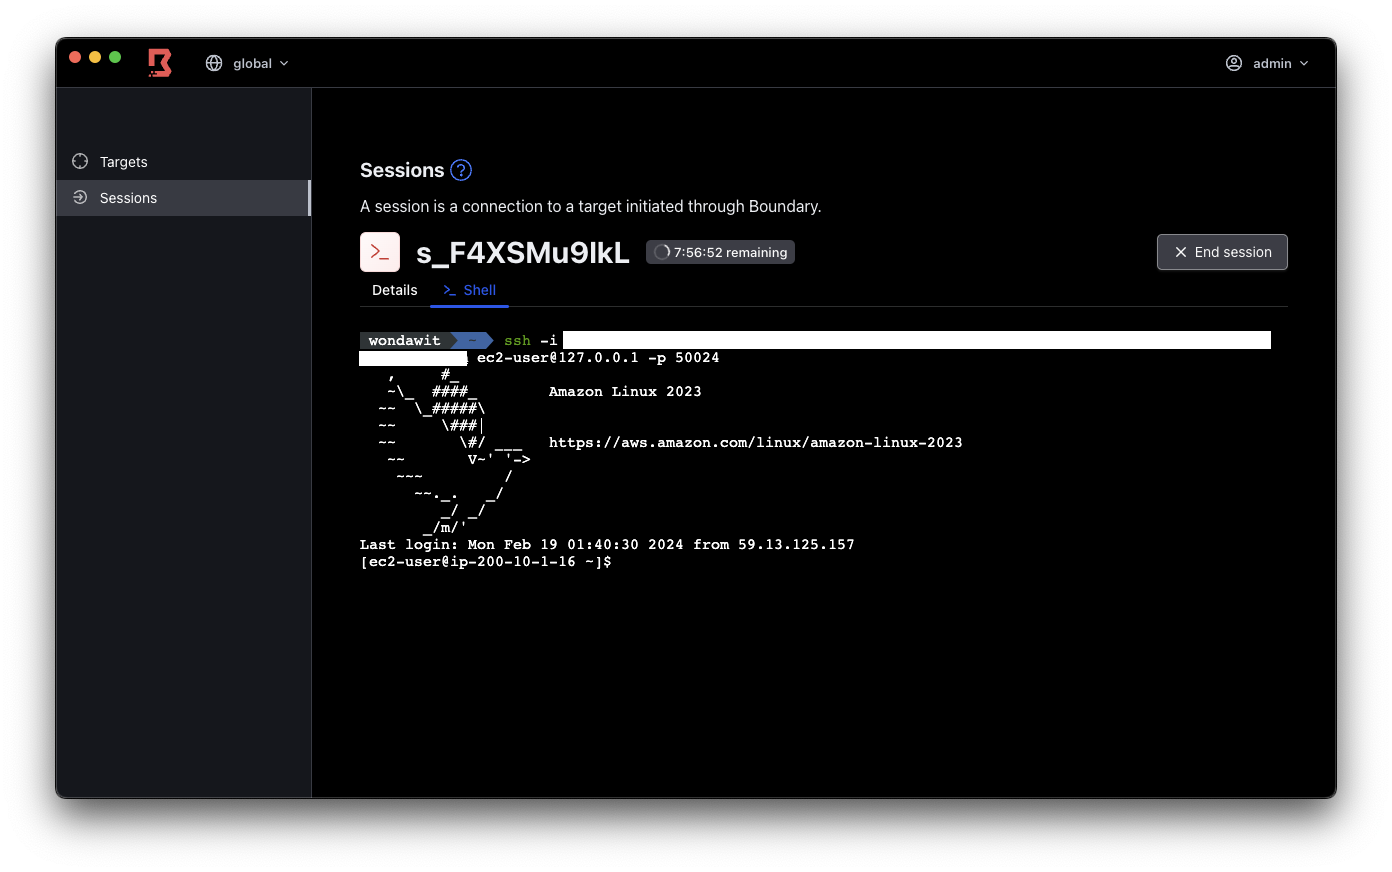 global
admin
Targets
Sessions
Sessions ?
A session is a connection to a target initiated through Boundary.
>_ s_F4XSMu9lkL 7:56:52 remaining
End session
Details >_ Shell
wondawit ~ ssh -i
ec2-user@127.0.0.1 -p 50024
   ,     #_
   ~\_  ####_        Amazon Linux 2023
  ~~  \_#####\
  ~~     \###|
  ~~       \#/ ___   https://aws.amazon.com/linux/amazon-linux-2023
   ~~       V~' '->
    ~~~         /
      ~~._.   _/
         _/ _/
       _/m/'
Last login: Mon Feb 19 01:40:30 2024 from 59.13.125.157
[ec2-user@ip-200-10-1-16 ~]$